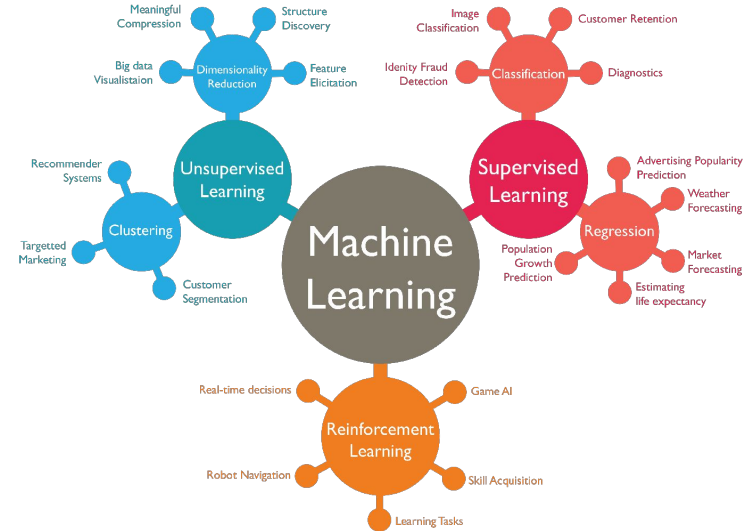 Meaningful
Compression
Structure
Discovery
Big data
Visualistaion
Dimensionality
Reduction
Feature
Elicitation
Unsupervised
Learning
Recommender
Systems
Clustering
Targetted
Marketing
Customer
Segmentation
Machine
Learning
Image
Classification
Customer Retention
Idenity Fraud
Detection
Classification
Diagnostics
Supervised
Learning
Advertising Popularity
Prediction
Weather
Forecasting
Regression
Population
Growth
Prediction
Market
Forecasting
Estimating
life expectancy
Real-time decisions
Game AI
Reinforcement
Learning
Robot Navigation
Skill Acquisition
Learning Tasks